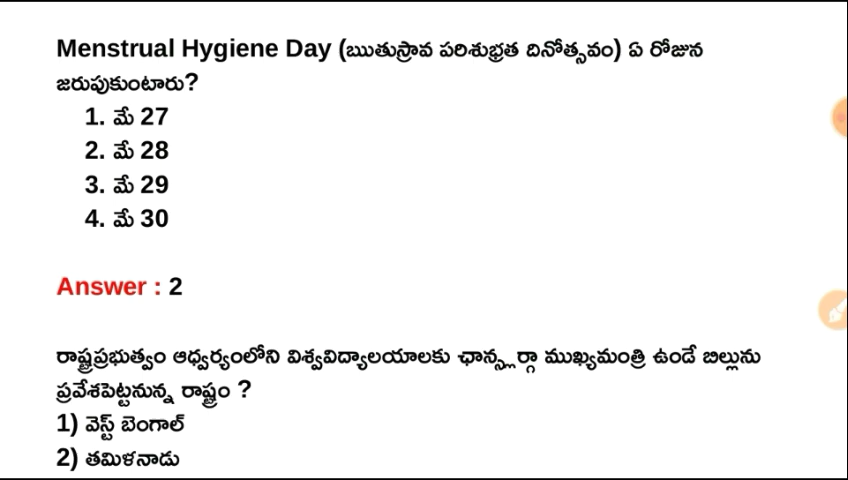 Menstrual Hygiene Day (ఋతుస్రావ పరిశుభ్రత దినోత్సవం) ఏ రోజున
జరుపుకుంటారు?
1. మే 27
2. మే 28
3. మే 29
4. మే 30
Answer : 2
రాష్ట్రప్రభుత్వం ఆధ్వర్యంలోని విశ్వవిద్యాలయాలకు ఛాన్స్లర్గా ముఖ్యమంత్రి ఉండే బిల్లును
ప్రవేశపెట్టనున్న రాష్ట్రం ?
1) వెస్ట్ బెంగాల్
2) తమిళనాడు